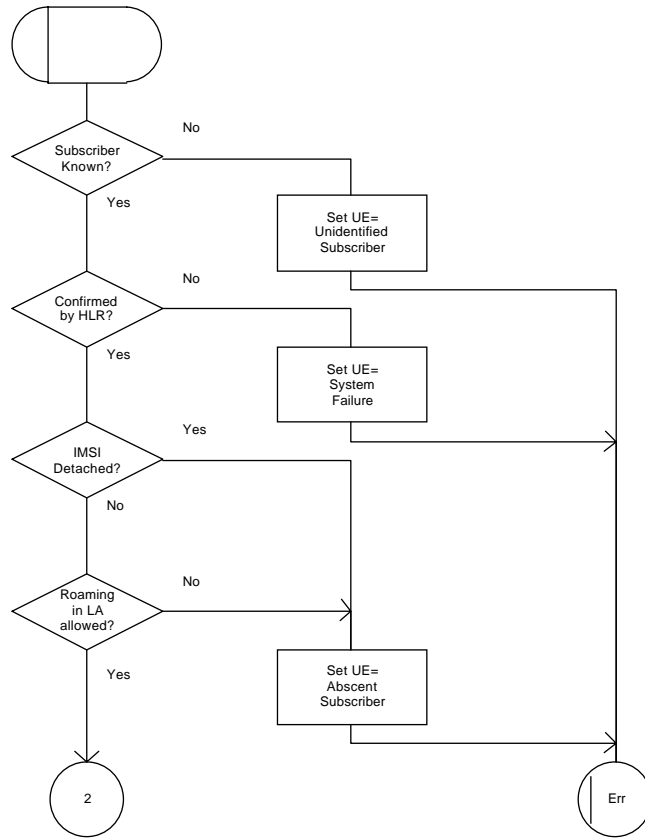 No
Subscriber
Known?
Yes
Set UE=
Unidentified
Subscriber
No
Confirmed
by HLR?
Yes
Set UE=
System
Failure
Yes
IMSI
Detached?
No
No
Roaming
in LA
allowed?
Yes
Set UE=
Abscent
Subscriber
2
Err